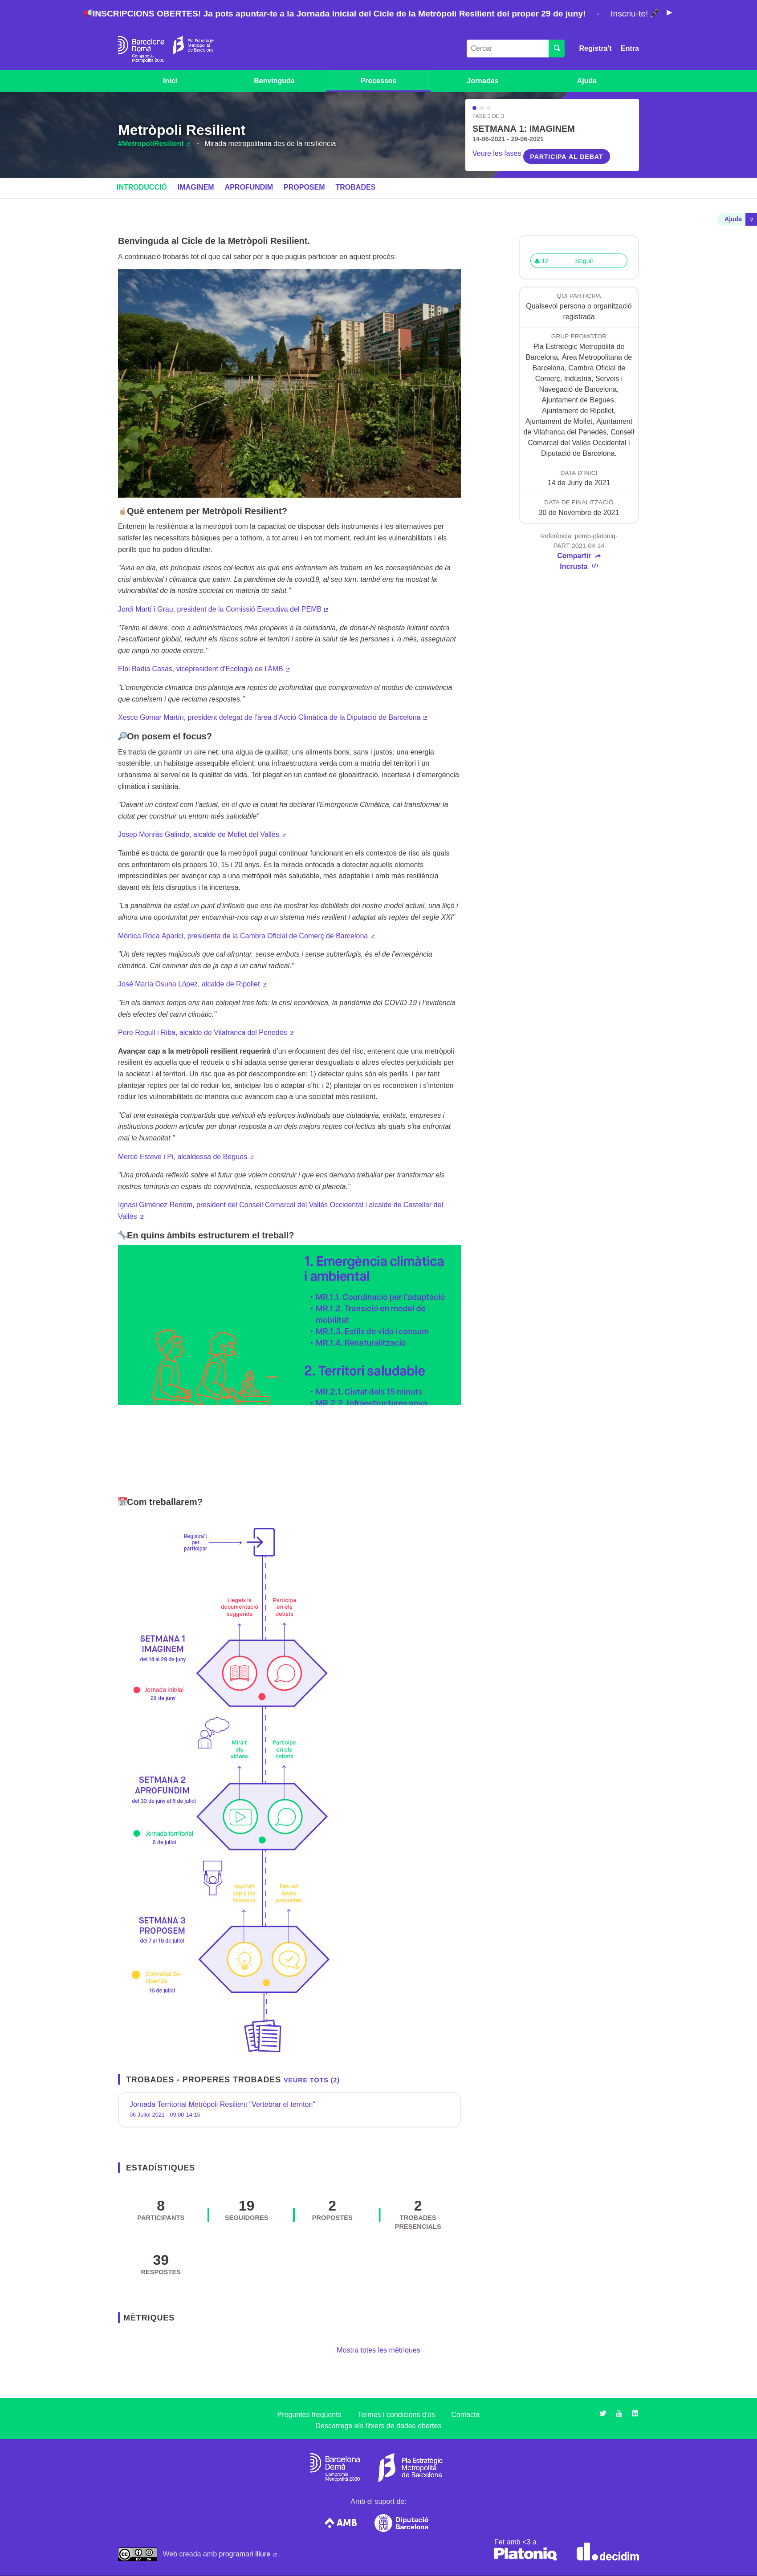 INSCRIPCIONS OBERTES! Ja pots apuntar-te a la Jornada Inicial del Cicle de la Metròpoli Resilient del proper 29 de juny! - Inscriu-te!
Barcelona
Demà
Compromís
Metropolità 2030
Pla Estratègic
Metropolità
de Barcelona
Cercar
Registra't
Entra
Inici
Benvinguda
Processos
Jornades
Ajuda
Metròpoli Resilient
#MetropoliResilient • Mirada metropolitana des de la resiliència
FASE 1 DE 3
SETMANA 1: IMAGINEM
14-06-2021 - 29-06-2021
Veure les fases
PARTICIPA AL DEBAT
INTRODUCCIÓ
IMAGINEM
APROFUNDIM
PROPOSEM
TROBADES
Ajuda ?
Benvinguda al Cicle de la Metròpoli Resilient.
A continuació trobaràs tot el que cal saber per a que puguis participar en aquest procés:
12 Seguir
QUI PARTICIPA
Qualsevol persona o organització
registrada
GRUP PROMOTOR
Pla Estratègic Metropolità de
Barcelona, Àrea Metropolitana de
Barcelona, Cambra Oficial de
Comerç, Indústria, Serveis i
Navegació de Barcelona,
Ajuntament de Begues,
Ajuntament de Ripollet,
Ajuntament de Mollet, Ajuntament
de Vilafranca del Penedès, Consell
Comarcal del Vallès Occidental i
Diputació de Barcelona.
DATA D'INICI
14 de Juny de 2021
DATA DE FINALITZACIÓ
30 de Novembre de 2021
Referència: pemb-platoniq-
PART-2021-04-14
Compartir
Incrusta
Què entenem per Metròpoli Resilient?
Entenem la resiliència a la metròpoli com la capacitat de disposar dels instruments i les alternatives per
satisfer les necessitats bàsiques per a tothom, a tot arreu i en tot moment, reduint les vulnerabilitats i els
perills que ho poden dificultar.
"Avui en dia, els principals riscos col·lectius als que ens enfrontem els trobem en les conseqüències de la
crisi ambiental i climàtica que patim. La pandèmia de la covid19, al seu torn, també ens ha mostrat la
vulnerabilitat de la nostra societat en matèria de salut."
Jordi Martí i Grau, president de la Comissió Executiva del PEMB
"Tenim el deure, com a administracions més properes a la ciutadania, de donar-hi resposta lluitant contra
l'escalfament global, reduint els riscos sobre el territori i sobre la salut de les persones i, a més, assegurant
que ningú no queda enrere."
Eloi Badia Casas, vicepresident d'Ecologia de l'ÀMB
"L'emergència climàtica ens planteja ara reptes de profunditat que comprometen el modus de convivència
que coneixem i que reclama respostes."
Xesco Gomar Martín, president delegat de l'àrea d'Acció Climàtica de la Diputació de Barcelona
On posem el focus?
Es tracta de garantir un aire net; una aigua de qualitat; uns aliments bons, sans i justos; una energia
sostenible; un habitatge assequible eficient; una infraestructura verda com a matriu del territori i un
urbanisme al servei de la qualitat de vida. Tot plegat en un context de globalització, incertesa i d'emergència
climàtica i sanitària.
"Davant un context com l'actual, en el que la ciutat ha declarat l'Emergència Climàtica, cal transformar la
ciutat per construir un entorn més saludable"
Josep Monràs Galindo, alcalde de Mollet del Vallès
També es tracta de garantir que la metròpoli pugui continuar funcionant en els contextos de risc als quals
ens enfrontarem els propers 10, 15 i 20 anys. És la mirada enfocada a detectar aquells elements
imprescindibles per avançar cap a una metròpoli més saludable, més adaptable i amb més resiliència
davant els fets disruptius i la incertesa.
"La pandèmia ha estat un punt d'inflexió que ens ha mostrat les debilitats del nostre model actual, una lliçó i
alhora una oportunitat per encaminar-nos cap a un sistema més resilient i adaptat als reptes del segle XXI"
Mònica Roca Aparici, presidenta de la Cambra Oficial de Comerç de Barcelona
"Un dels reptes majúsculs que cal afrontar, sense embuts i sense subterfugis, és el de l'emergència
climàtica. Cal caminar des de ja cap a un canvi radical."
José María Osuna López, alcalde de Ripollet
"En els darrers temps ens han colpejat tres fets: la crisi econòmica, la pandèmia del COVID 19 i l'evidència
dels efectes del canvi climàtic."
Pere Regull i Riba, alcalde de Vilafranca del Penedès
Avançar cap a la metròpoli resilient requerirà d'un enfocament des del risc, entenent que una metròpoli
resilient és aquella que el redueix o s'hi adapta sense generar desigualtats o altres efectes perjudicials per
la societat i el territori. Un risc que es pot descompondre en: 1) detectar quins són els perills, i per tant
plantejar reptes per tal de reduir-los, anticipar-los o adaptar-s'hi; i 2) plantejar on es reconeixen i s'intenten
reduir les vulnerabilitats de manera que avancem cap a una societat més resilient.
"Cal una estratègia compartida que vehiculi els esforços individuals que ciutadania, entitats, empreses i
institucions podem articular per donar resposta a un dels majors reptes col·lectius als quals s'ha enfrontat
mai la humanitat."
Mercè Esteve i Pi, alcaldessa de Begues
"Una profunda reflexió sobre el futur que volem construir i que ens demana treballar per transformar els
nostres territoris en espais de convivència, respectuosos amb el planeta."
Ignasi Giménez Renom, president del Consell Comarcal del Vallès Occidental i alcalde de Castellar del
Vallès
En quins àmbits estructurem el treball?
1. Emergència climàtica
i ambiental
• MR.1.1. Coordinació per l'adaptació
• MR.1.2. Transició en model de
mobilitat
• MR.1.3. Estils de vida i consum
• MR.1.4. Renaturalització
2. Territori saludable
• MR.2.1. Ciutat dels 15 minuts
• MR.2.2. Infraestructures nova
Com treballarem?
Registra't
per
participar
Llegeix la
documentació
suggerida
Participa
en els
debats
SETMANA 1
IMAGINEM
del 14 al 29 de juny
Jornada inicial
29 de juny
Mira't
els
vídeos
Participa
en els
debats
SETMANA 2
APROFUNDIM
del 30 de juny al 6 de juliol
Jornada territorial
6 de juliol
Inspira't
cap a les
missions
Fes les
teves
propostes
SETMANA 3
PROPOSEM
del 7 al 16 de juliol
Conversa de
cloenda
16 de juliol
TROBADES - PROPERES TROBADES VEURE TOTS (2)
Jornada Territorial Metròpoli Resilient "Vertebrar el territori"
06 Juliol 2021 - 09:00-14:15
ESTADÍSTIQUES
8
PARTICIPANTS
19
SEGUIDORES
2
PROPOSTES
2
TROBADES
PRESENCIALS
39
RESPOSTES
MÈTRIQUES
Mostra totes les mètriques
Preguntes freqüents
Termes i condicions d'ús
Contacta
Descarrega els fitxers de dades obertes
Barcelona
Demà
Compromís
Metropolità 2030
Pla Estratègic
Metropolità
de Barcelona
Amb el suport de:
AMB
Diputació
Barcelona
Web creada amb programari lliure.
Fet amb <3 a
Platoniq
decidim